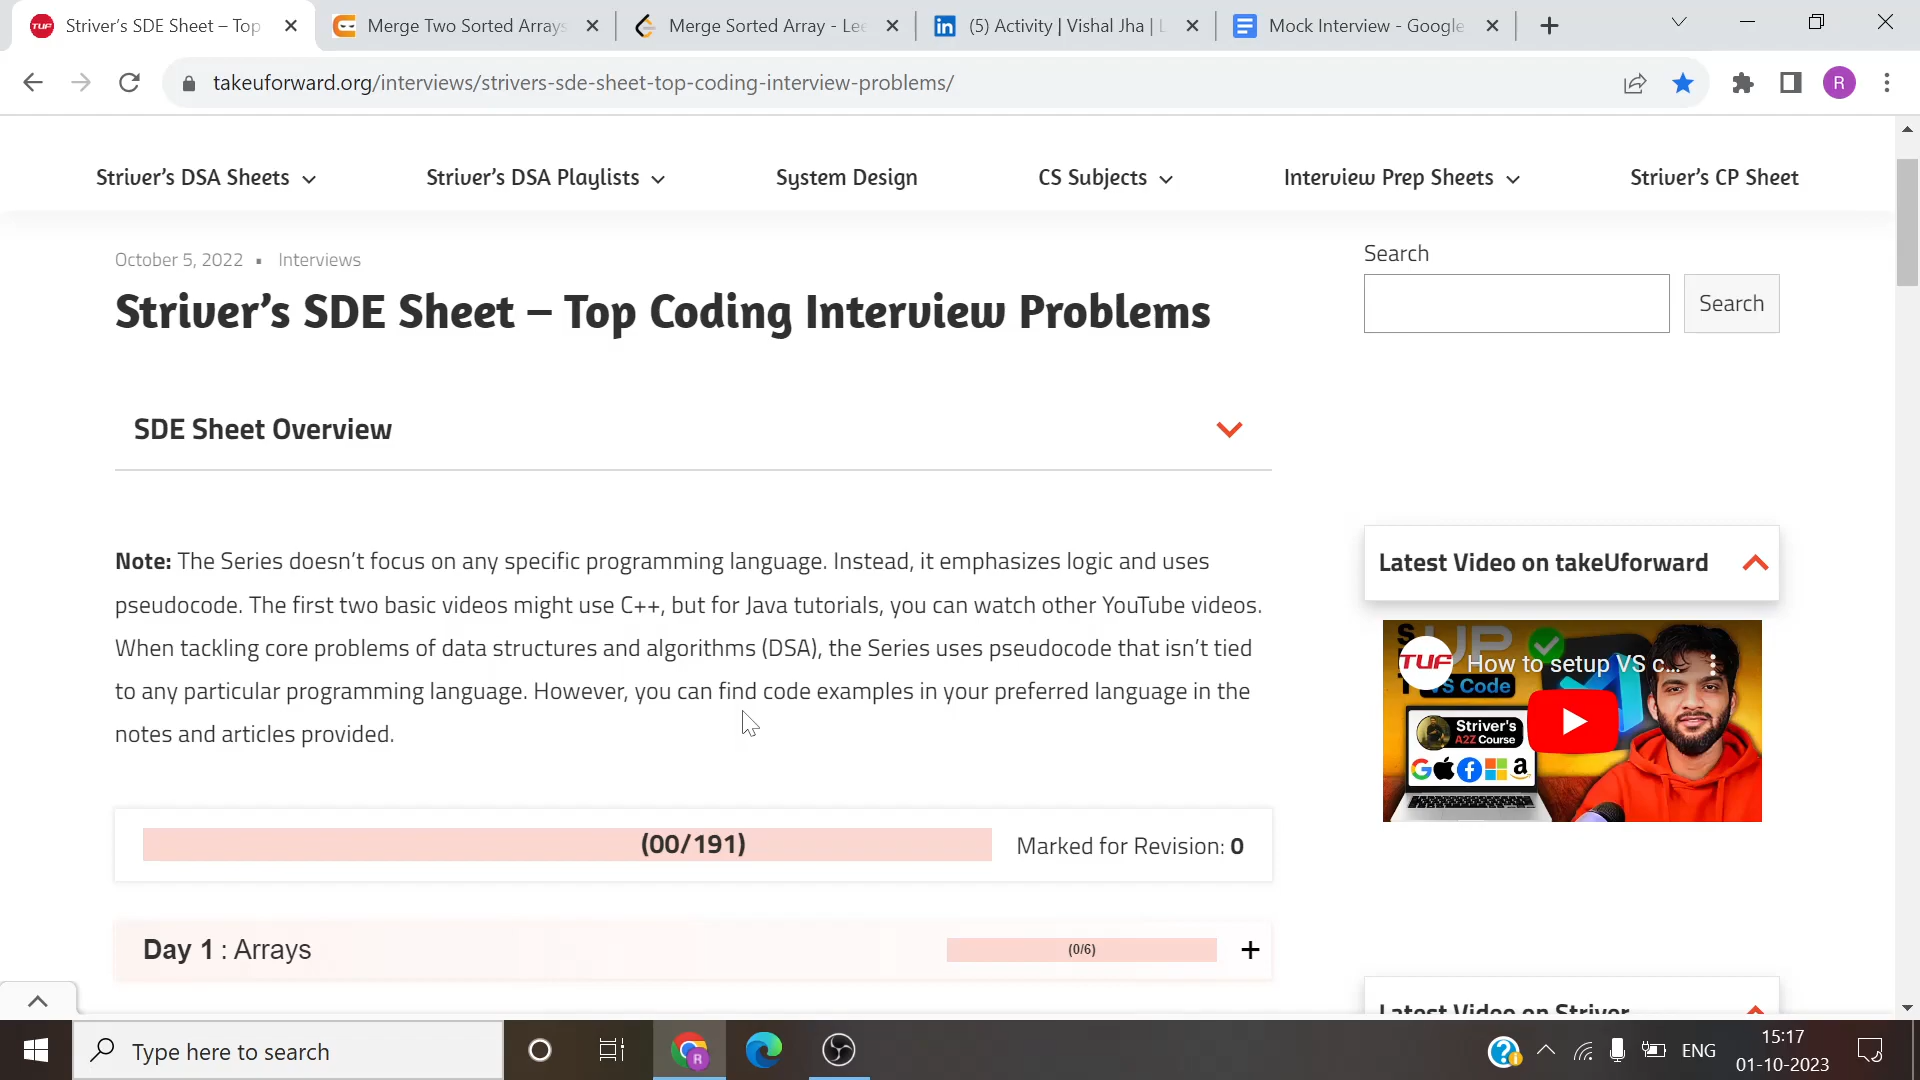 Striver's SDE Sheet – Top
Merge Two Sorted Arrays
Merge Sorted Array - Lee
(5) Activity | Vishal Jha | L
Mock Interview - Google
takeuforward.org/interviews/strivers-sde-sheet-top-coding-interview-problems/
R
Striver's DSA Sheets
Striver's DSA Playlists
System Design
CS Subjects
Interview Prep Sheets
Striver's CP Sheet
October 5, 2022 ▪ Interviews
Striver's SDE Sheet – Top Coding Interview Problems
SDE Sheet Overview
Note: The Series doesn't focus on any specific programming language. Instead, it emphasizes logic and uses
pseudocode. The first two basic videos might use C++, but for Java tutorials, you can watch other YouTube videos.
When tackling core problems of data structures and algorithms (DSA), the Series uses pseudocode that isn't tied
to any particular programming language. However, you can find code examples in your preferred language in the
notes and articles provided.
(00/191)
Marked for Revision: 0
Day 1 : Arrays
(0/6)
Search
Search
Latest Video on takeUforward
TUF
How to setup VS c...
VS Code
Striver's
A2Z Course
Latest Video on Striver
Type here to search
R
ENG
15:17
01-10-2023